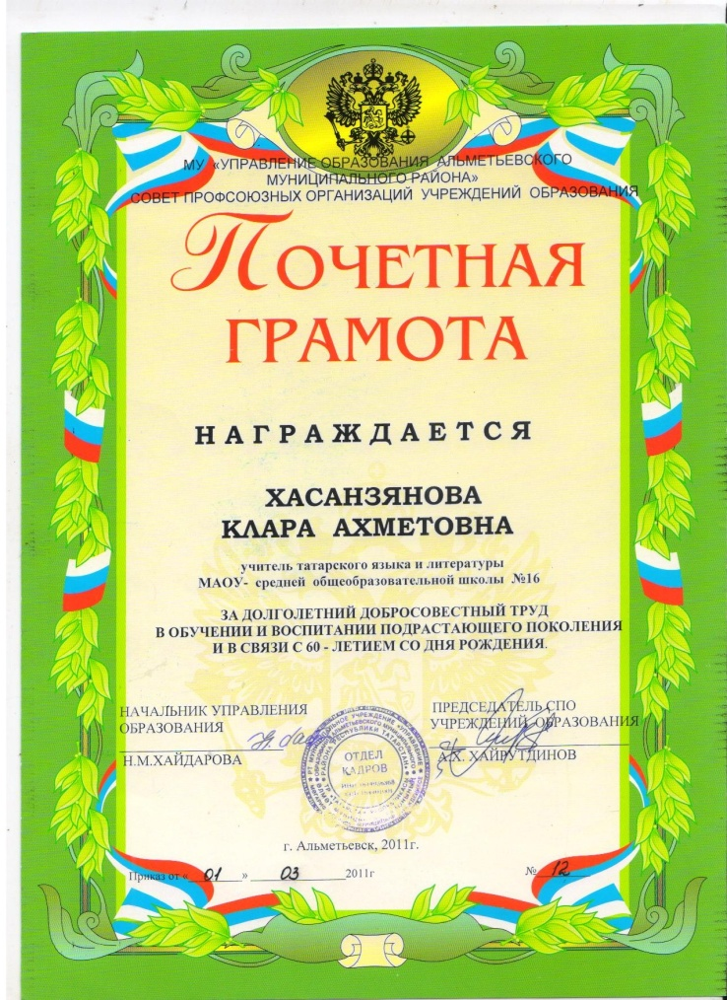 МУ «УПРАВЛЕНИЕ ОБРАЗОВАНИЯ АЛЬМЕТЬЕВСКОГО
МУНИЦИПАЛЬНОГО РАЙОНА»
СОВЕТ ПРОФСОЮЗНЫХ ОРГАНИЗАЦИЙ УЧРЕЖДЕНИЙ ОБРАЗОВАНИЯ
ПОЧЕТНАЯ
ГРАМОТА
НАГРАЖДАЕТСЯ
ХАСАНЗЯНОВА
КЛАРА АХМЕТОВНА
учитель татарского языка и литературы
МАОУ- средней общеобразовательной школы №16
ЗА ДОЛГОЛЕТНИЙ ДОБРОСОВЕСТНЫЙ ТРУД
В ОБУЧЕНИИ И ВОСПИТАНИИ ПОДРАСТАЮЩЕГО ПОКОЛЕНИЯ
И В СВЯЗИ С 60 - ЛЕТИЕМ СО ДНЯ РОЖДЕНИЯ.
НАЧАЛЬНИК УПРАВЛЕНИЯ
ОБРАЗОВАНИЯ
Н.М.ХАЙДАРОВА
ПРЕДСЕДАТЕЛЬ СПО
УЧРЕЖДЕНИЙ ОБРАЗОВАНИЯ
А.Х. ХАЙРУТДИНОВ
ОТДЕЛ
КАДРОВ
г. Альметьевск, 2011г.
Приказ от « 01 » 03 2011г
№ 12